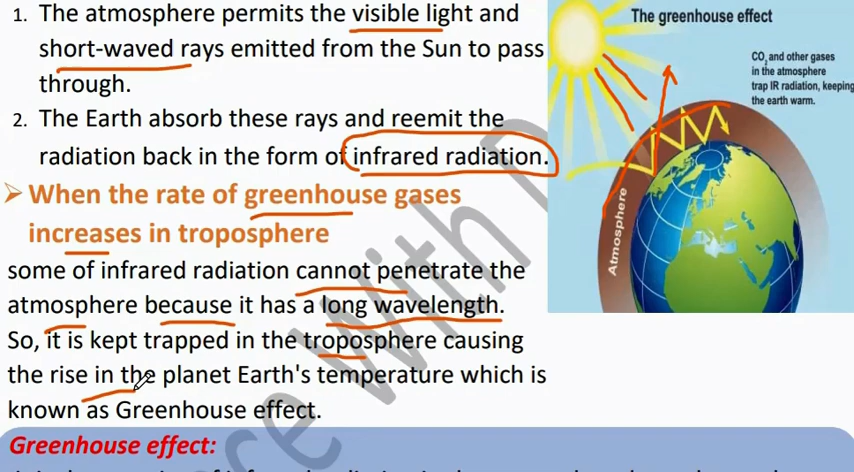 1. The atmosphere permits the visible light and
short-waved rays emitted from the Sun to pass
through.
2. The Earth absorb these rays and reemit the
radiation back in the form of infrared radiation.
➢ When the rate of greenhouse gases
increases in troposphere
some of infrared radiation cannot penetrate the
atmosphere because it has a long wavelength.
So, it is kept trapped in the troposphere causing
the rise in the planet Earth's temperature which is
known as Greenhouse effect.
Greenhouse effect:
The greenhouse effect
CO₂ and other gases
in the atmosphere
trap IR radiation, keeping
the earth warm.
Atmosphere
With